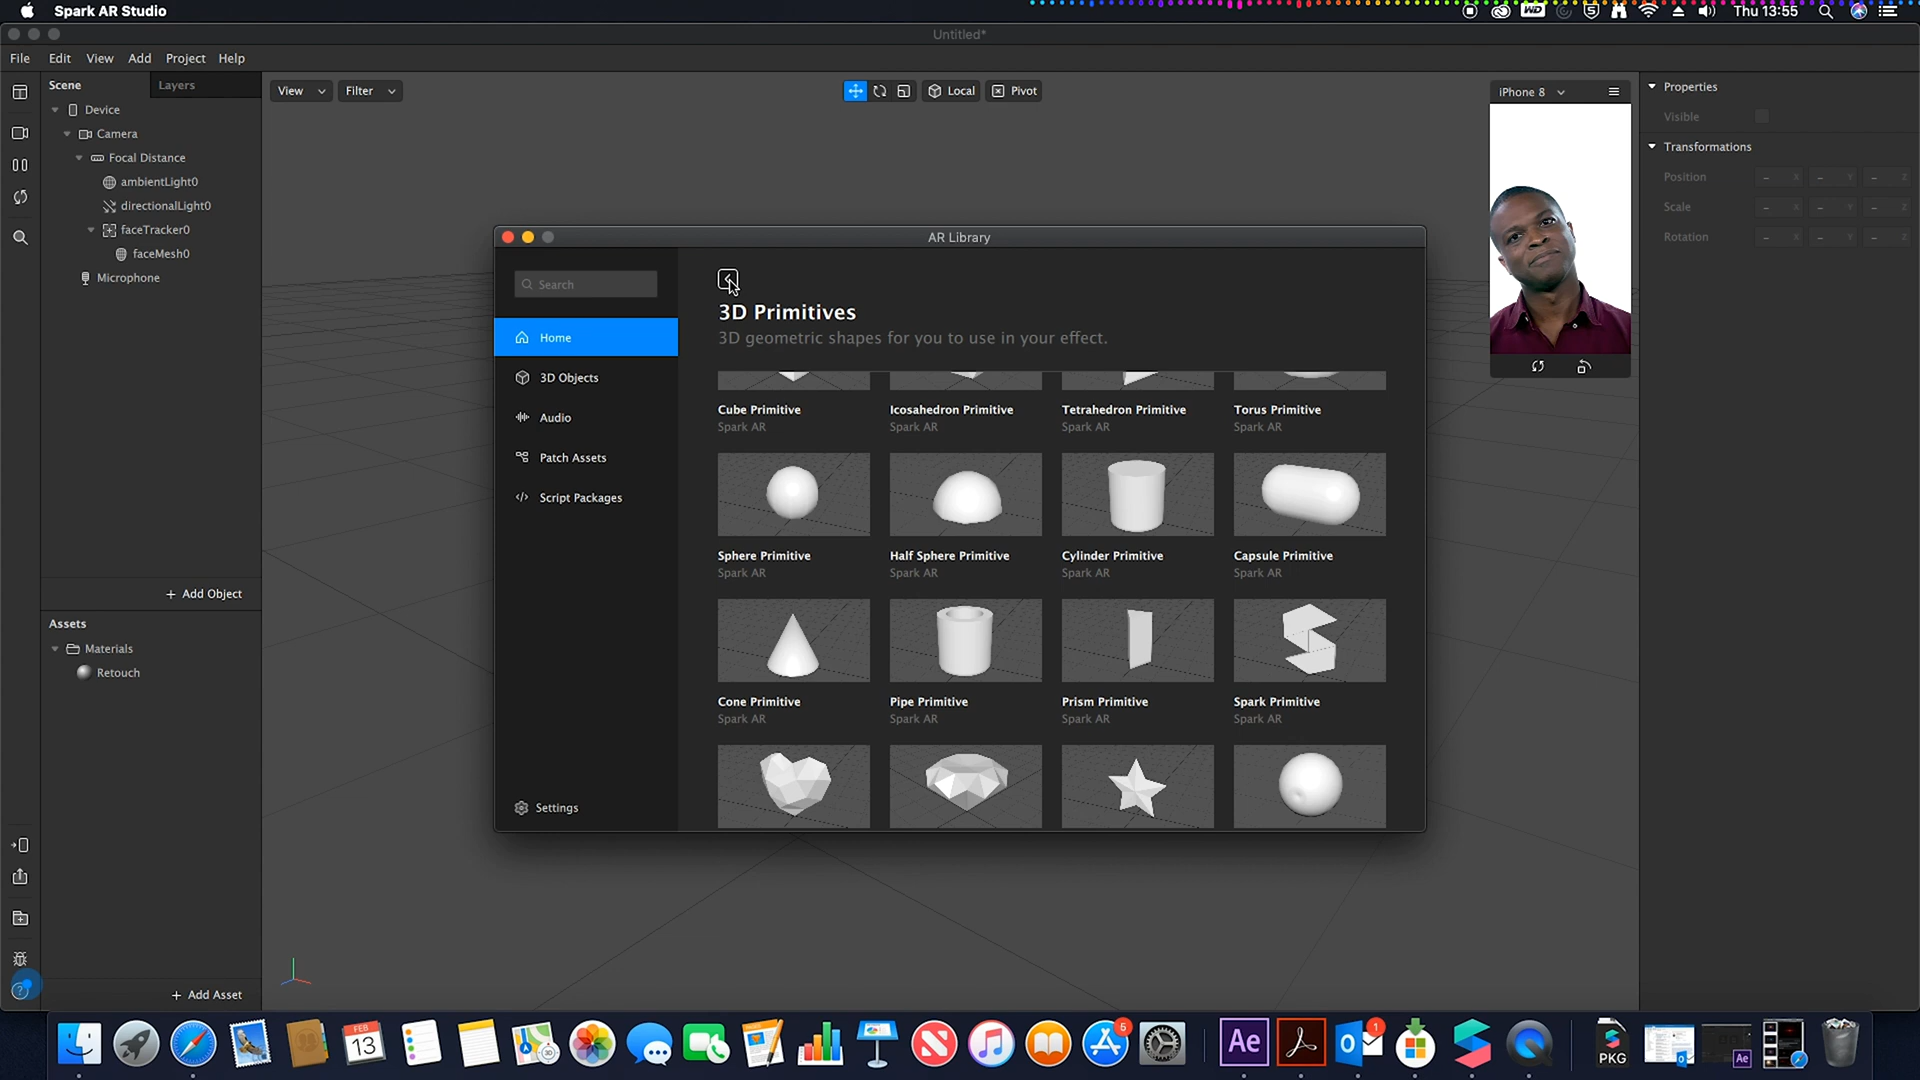 Spark AR Studio
Thu 13:55
Untitled*
File Edit View Add Project Help
Scene Layers
Device
Camera
Focal Distance
ambientLight0
directionalLight0
faceTracker0
faceMesh0
Microphone
+ Add Object
Assets
Materials
Retouch
+ Add Asset
View Filter
Local Pivot
AR Library
Search
Home
3D Objects
Audio
Patch Assets
Script Packages
Settings
3D Primitives
3D geometric shapes for you to use in your effect.
Cube Primitive Icosahedron Primitive Tetrahedron Primitive Torus Primitive
Spark AR Spark AR Spark AR Spark AR
Sphere Primitive Half Sphere Primitive Cylinder Primitive Capsule Primitive
Spark AR Spark AR Spark AR Spark AR
Cone Primitive Pipe Primitive Prism Primitive Spark Primitive
Spark AR Spark AR Spark AR Spark AR
iPhone 8
Properties
Visible
Transformations
Position - X - Y - Z
Scale - X - Y - Z
Rotation - X - Y - Z
FEB
13
5
Ae
1
PKG
Ae